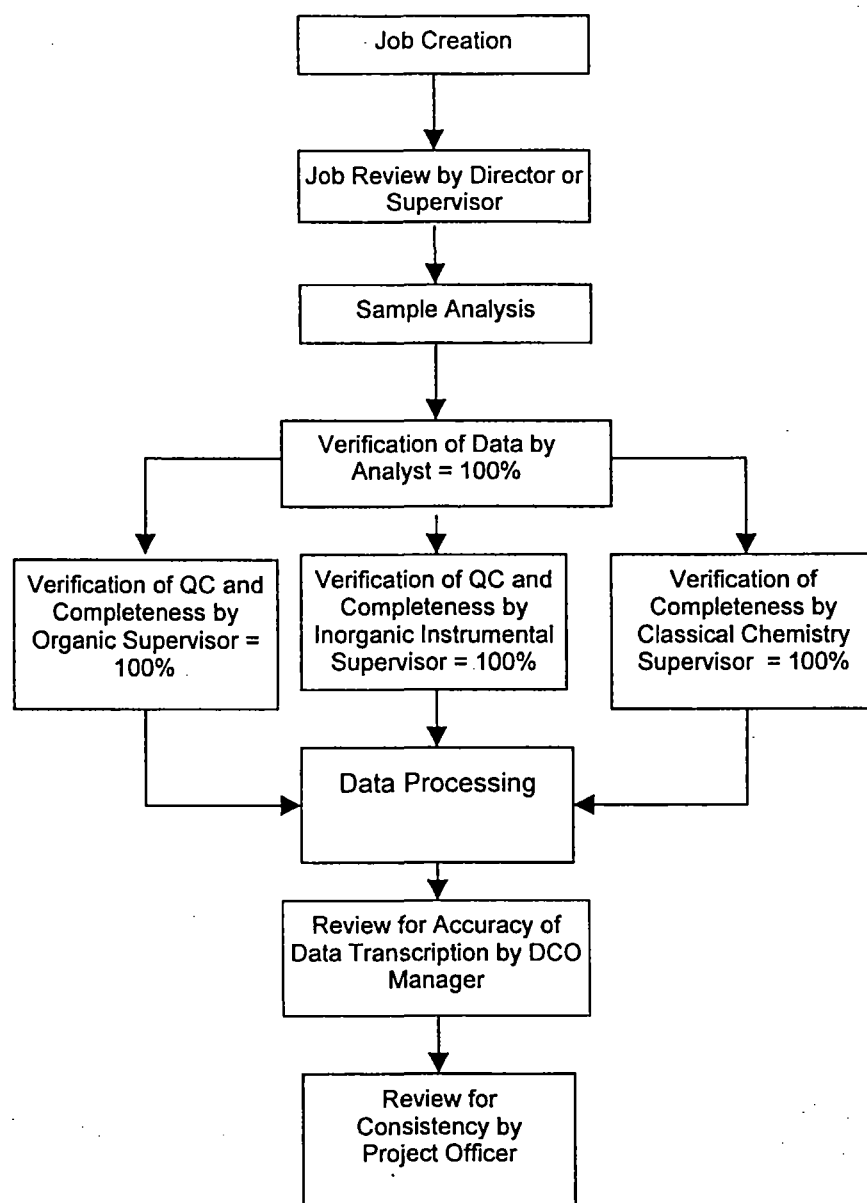 Job Creation
Job Review by Director or
Supervisor
Sample Analysis
Verification of Data by
Analyst = 100%
Verification of QC and
Completeness by
Organic Supervisor =
100%
Verification of QC and
Completeness by
Inorganic Instrumental
Supervisor = 100%
Verification of
Completeness by
Classical Chemistry
Supervisor = 100%
Data Processing
Review for Accuracy of
Data Transcription by DCO
Manager
Review for
Consistency by
Project Officer